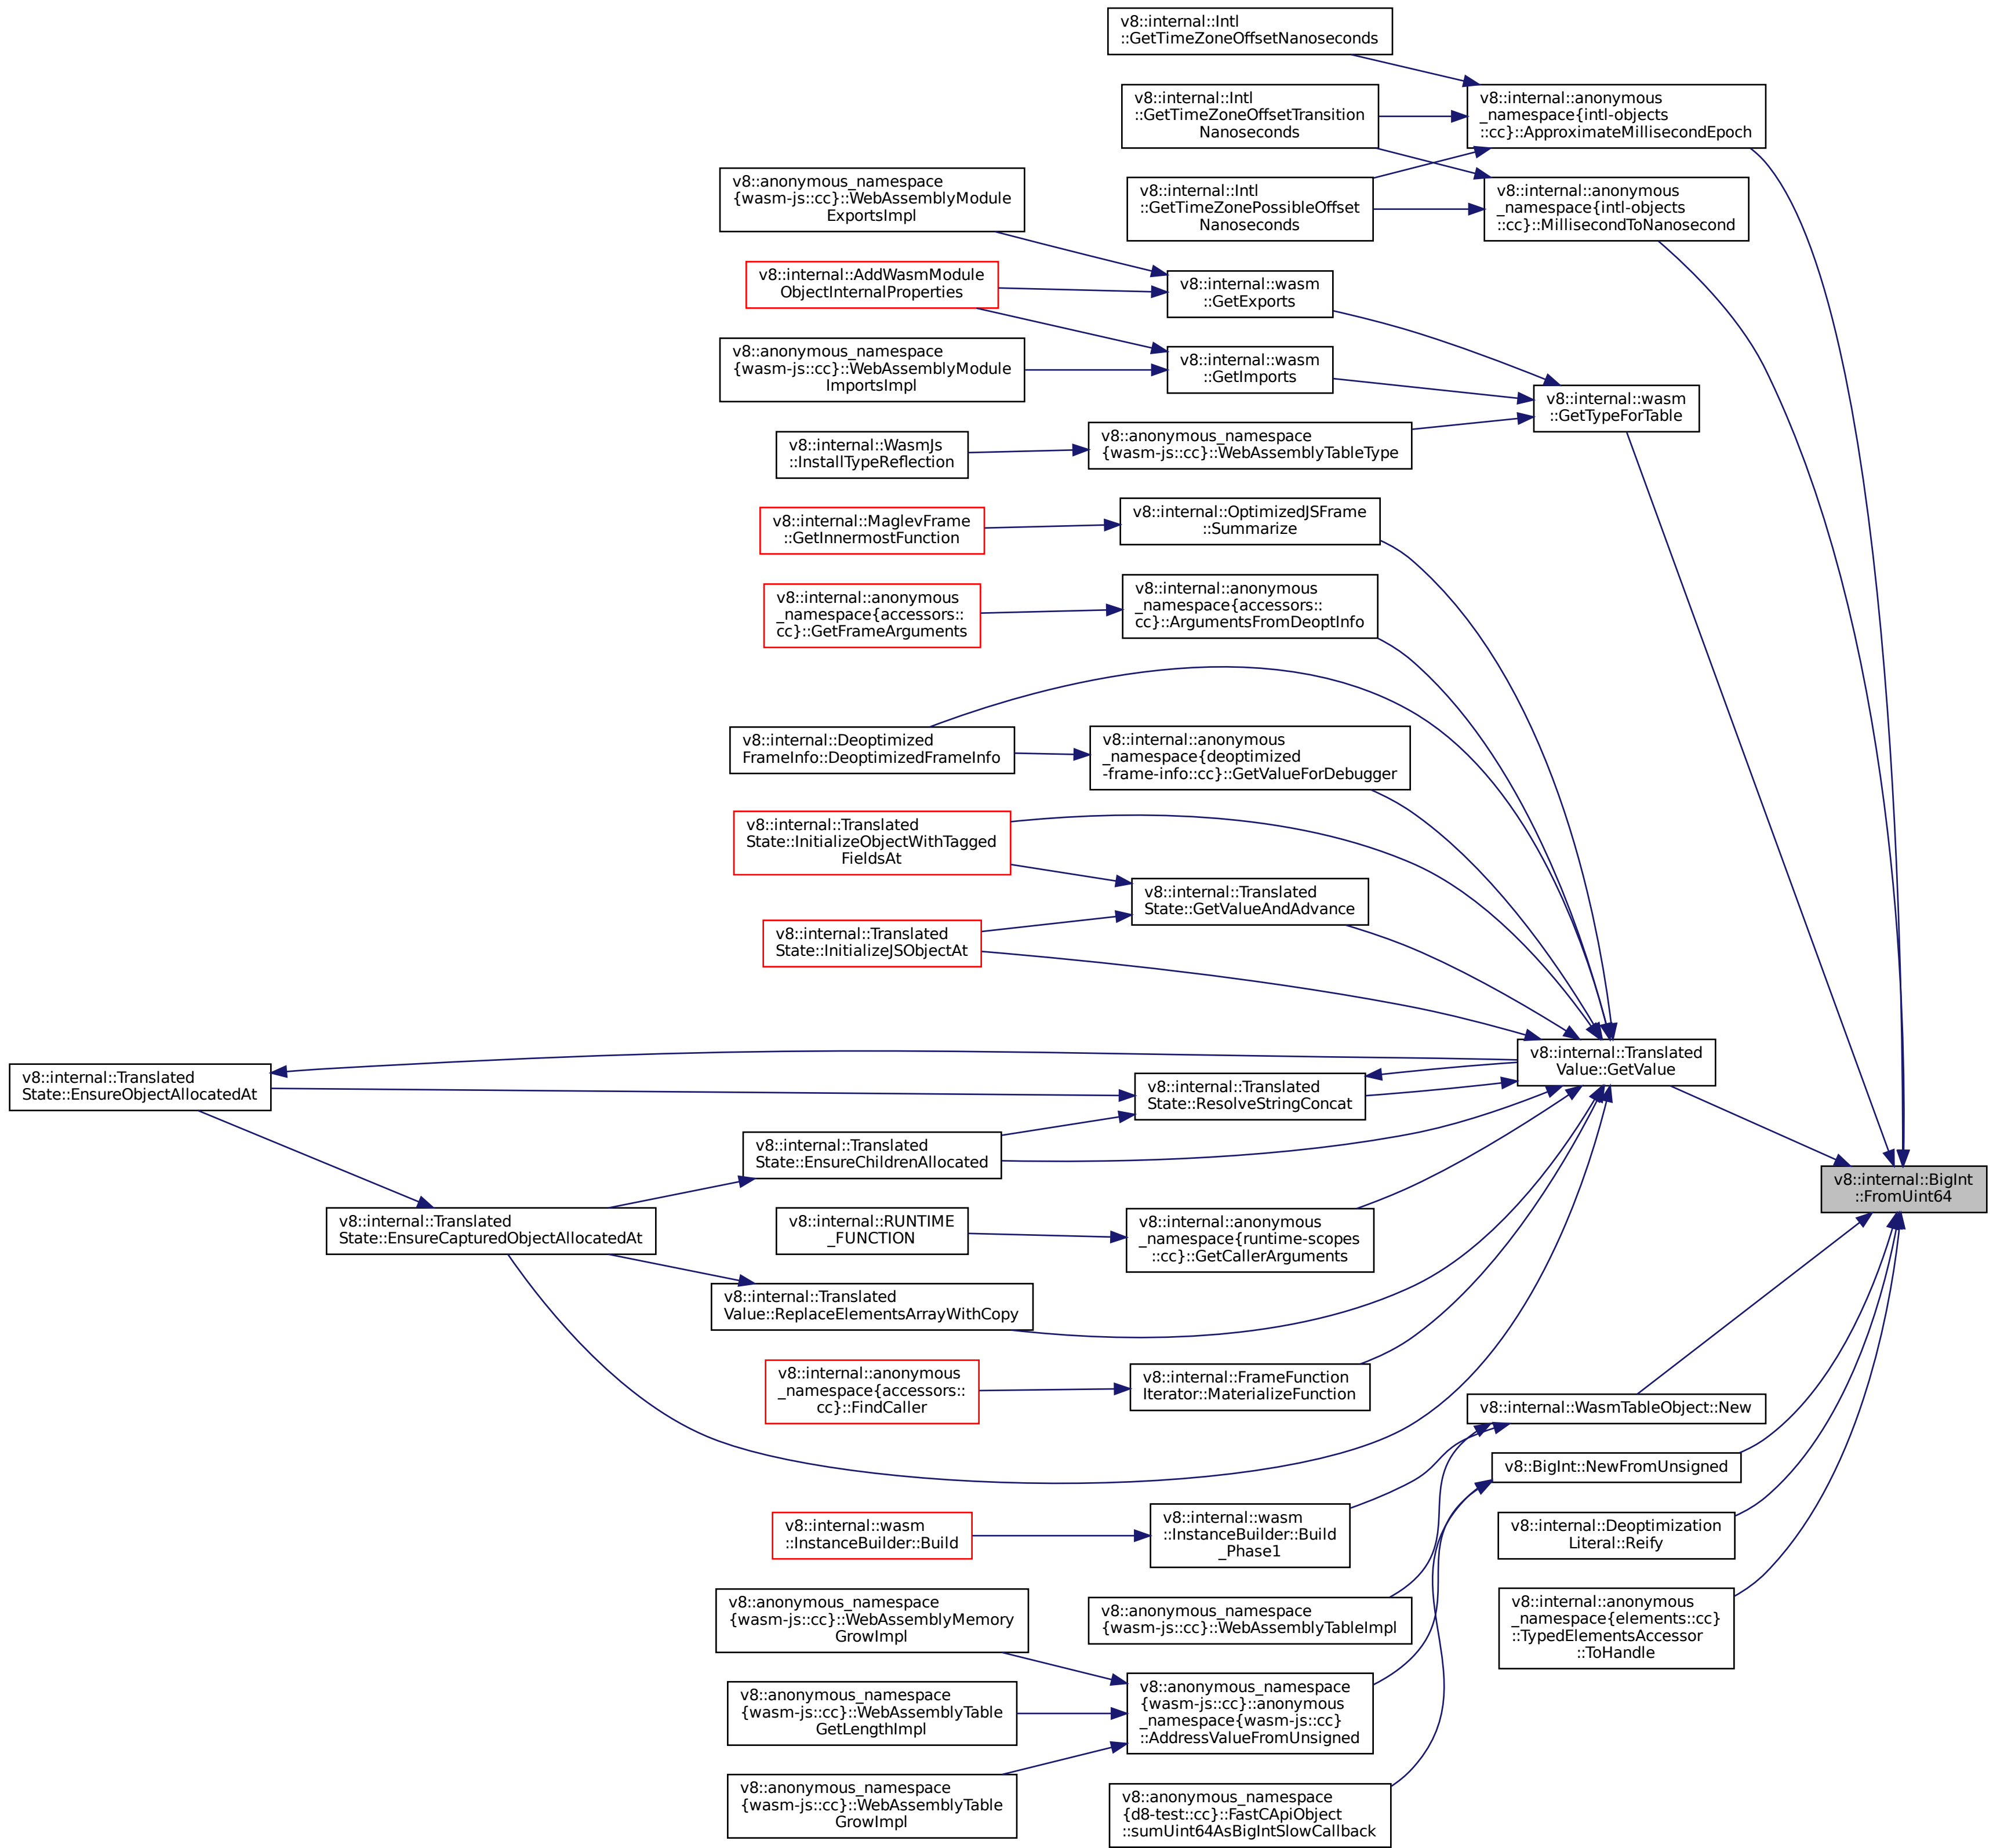 v8::internal::Intl
::GetTimeZoneOffsetNanoseconds
v8::internal::Intl
::GetTimeZoneOffsetTransition
Nanoseconds
v8::internal::anonymous
_namespace{intl-objects
::cc}::ApproximateMillisecondEpoch
v8::internal::Intl
::GetTimeZonePossibleOffset
Nanoseconds
v8::internal::anonymous
_namespace{intl-objects
::cc}::MillisecondToNanosecond
v8::anonymous_namespace
{wasm-js::cc}::WebAssemblyModule
ExportsImpl
v8::internal::AddWasmModule
ObjectInternalProperties
v8::internal::wasm
::GetExports
v8::anonymous_namespace
{wasm-js::cc}::WebAssemblyModule
ImportsImpl
v8::internal::wasm
::GetImports
v8::internal::wasm
::GetTypeForTable
v8::internal::WasmJs
::InstallTypeReflection
v8::anonymous_namespace
{wasm-js::cc}::WebAssemblyTableType
v8::internal::MaglevFrame
::GetInnermostFunction
v8::internal::OptimizedJSFrame
::Summarize
v8::internal::anonymous
_namespace{accessors::
cc}::GetFrameArguments
v8::internal::anonymous
_namespace{accessors::
cc}::ArgumentsFromDeoptInfo
v8::internal::Deoptimized
FrameInfo::DeoptimizedFrameInfo
v8::internal::anonymous
_namespace{deoptimized
-frame-info::cc}::GetValueForDebugger
v8::internal::Translated
State::InitializeObjectWithTagged
FieldsAt
v8::internal::Translated
State::GetValueAndAdvance
v8::internal::Translated
State::InitializeJSObjectAt
v8::internal::Translated
Value::GetValue
v8::internal::Translated
State::EnsureObjectAllocatedAt
v8::internal::Translated
State::ResolveStringConcat
v8::internal::Translated
State::EnsureChildrenAllocated
v8::internal::BigInt
::FromUint64
v8::internal::Translated
State::EnsureCapturedObjectAllocatedAt
v8::internal::RUNTIME
_FUNCTION
v8::internal::anonymous
_namespace{runtime-scopes
::cc}::GetCallerArguments
v8::internal::Translated
Value::ReplaceElementsArrayWithCopy
v8::internal::anonymous
_namespace{accessors::
cc}::FindCaller
v8::internal::FrameFunction
Iterator::MaterializeFunction
v8::internal::WasmTableObject::New
v8::BigInt::NewFromUnsigned
v8::internal::wasm
::InstanceBuilder::Build
v8::internal::wasm
::InstanceBuilder::Build
_Phase1
v8::internal::Deoptimization
Literal::Reify
v8::anonymous_namespace
{wasm-js::cc}::WebAssemblyMemory
GrowImpl
v8::anonymous_namespace
{wasm-js::cc}::WebAssemblyTableImpl
v8::internal::anonymous
_namespace{elements::cc}
::TypedElementsAccessor
::ToHandle
v8::anonymous_namespace
{wasm-js::cc}::WebAssemblyTable
GetLengthImpl
v8::anonymous_namespace
{wasm-js::cc}::anonymous
_namespace{wasm-js::cc}
::AddressValueFromUnsigned
v8::anonymous_namespace
{wasm-js::cc}::WebAssemblyTable
GrowImpl
v8::anonymous_namespace
{d8-test::cc}::FastCApiObject
::sumUint64AsBigIntSlowCallback